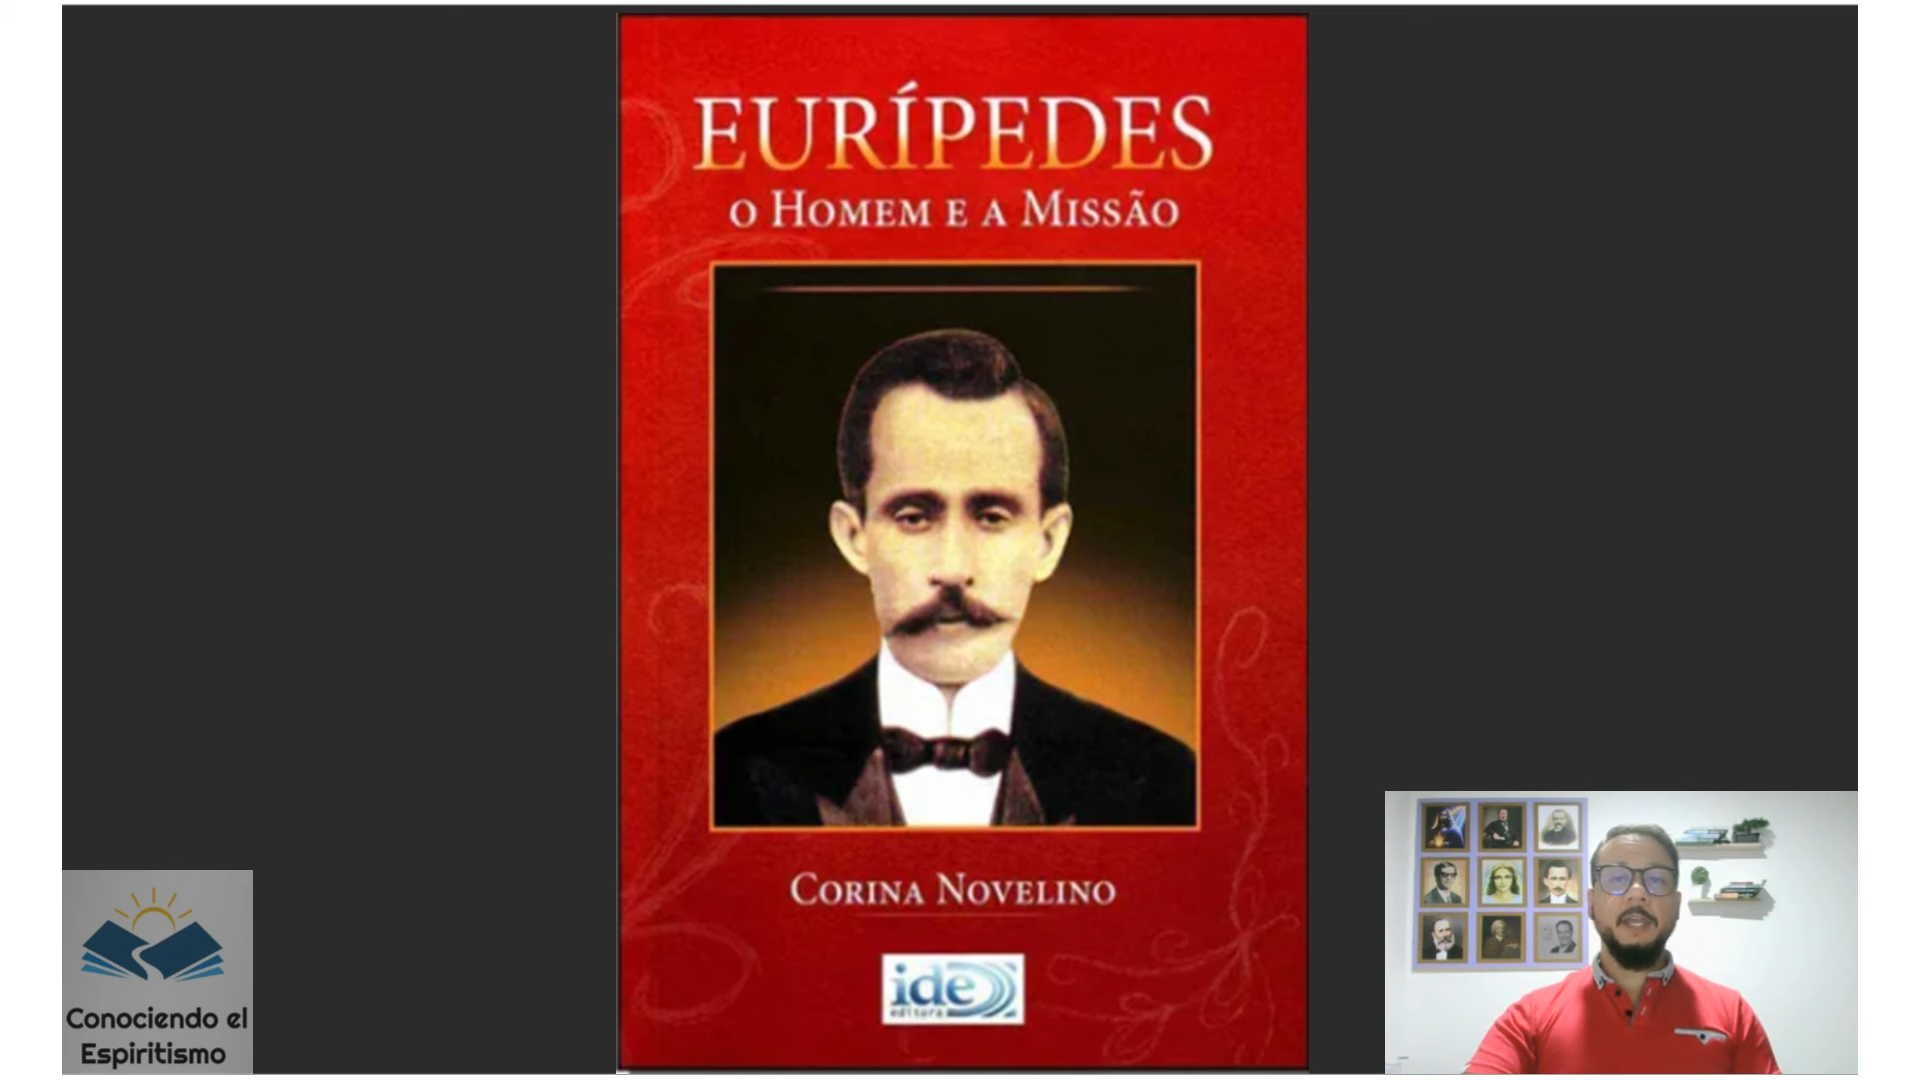 EURÍPEDES
O HOMEM E A MISSÃO
CORINA NOVELINO
ide
editora
Conociendo el
Espiritismo